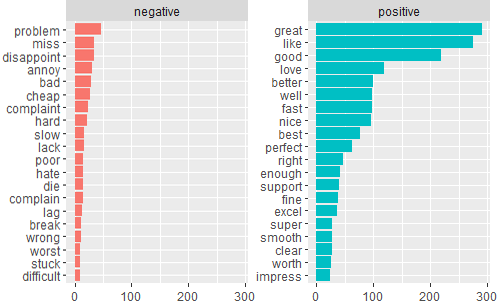 negative
problem
miss
disappoint
annoy
bad
cheap
complaint
hard
slow
lack
poor
hate
die
complain
lag
break
wrong
worst
stuck
difficult
0 100 200 300
positive
great
like
good
love
better
well
fast
nice
best
perfect
right
enough
support
fine
excel
super
smooth
clear
worth
impress
0 100 200 300